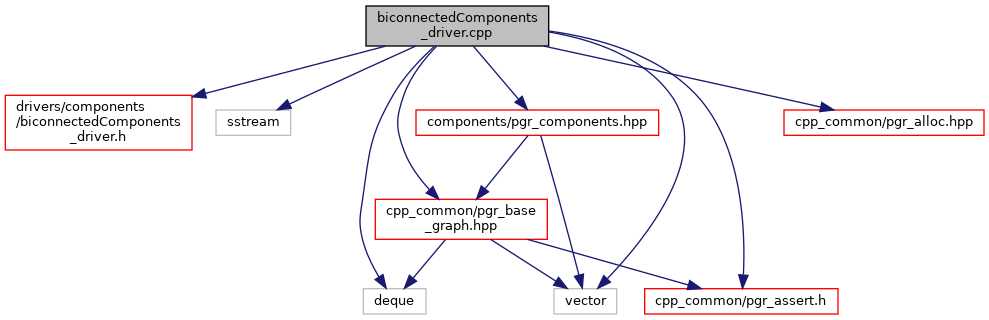 biconnectedComponents
_driver.cpp
drivers/components
/biconnectedComponents
_driver.h
sstream
components/pgr_components.hpp
cpp_common/pgr_alloc.hpp
cpp_common/pgr_base
_graph.hpp
deque
vector
cpp_common/pgr_assert.h